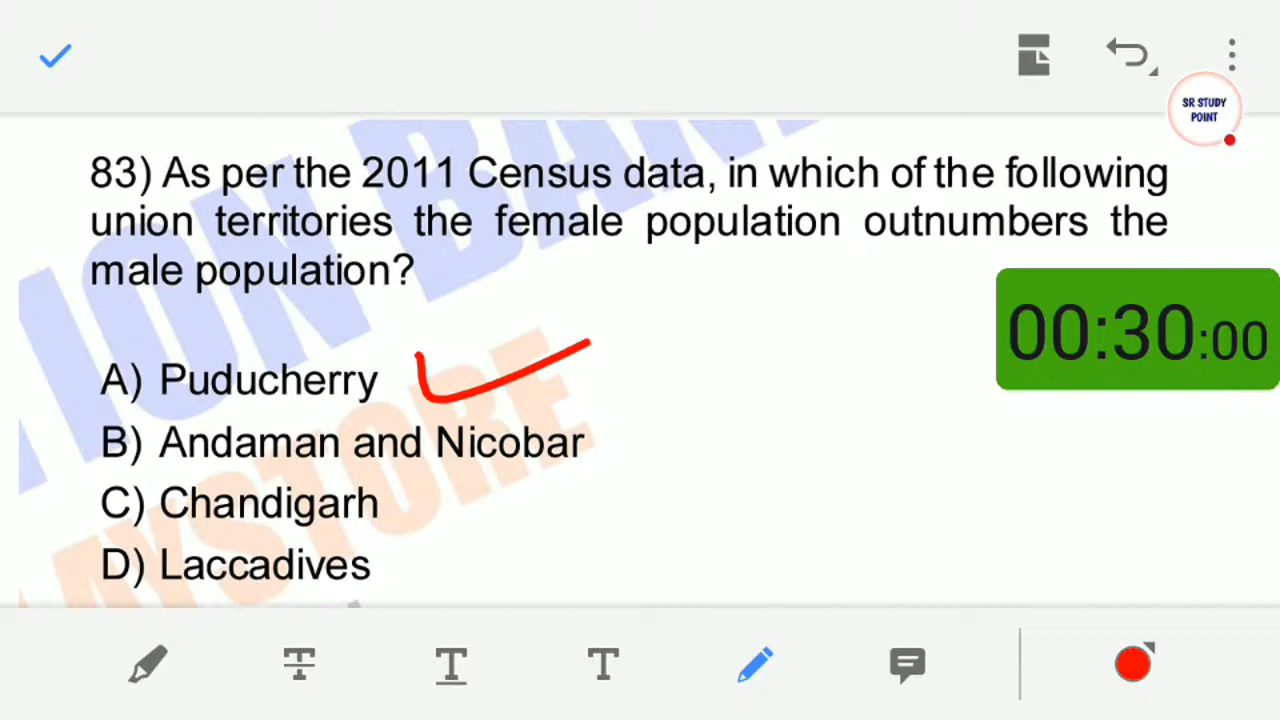 SR STUDY
POINT
83) As per the 2011 Census data, in which of the following
union territories the female population outnumbers the
male population?
00:30:00
A) Puducherry
B) Andaman and Nicobar
C) Chandigarh
D) Laccadives